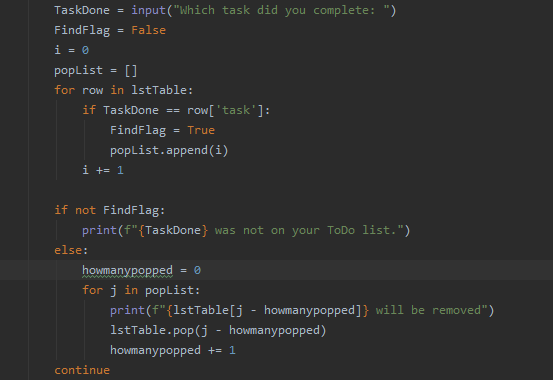 TaskDone = input("Which task did you complete: ")
FindFlag = False
i = 0
popList = []
for row in lstTable:
    if TaskDone == row['task']:
        FindFlag = True
        popList.append(i)
    i += 1

if not FindFlag:
    print(f"{TaskDone} was not on your ToDo list.")
else:
    howmanypopped = 0
    for j in popList:
        print(f"{lstTable[j - howmanypopped]} will be removed")
        lstTable.pop(j - howmanypopped)
        howmanypopped += 1
continue